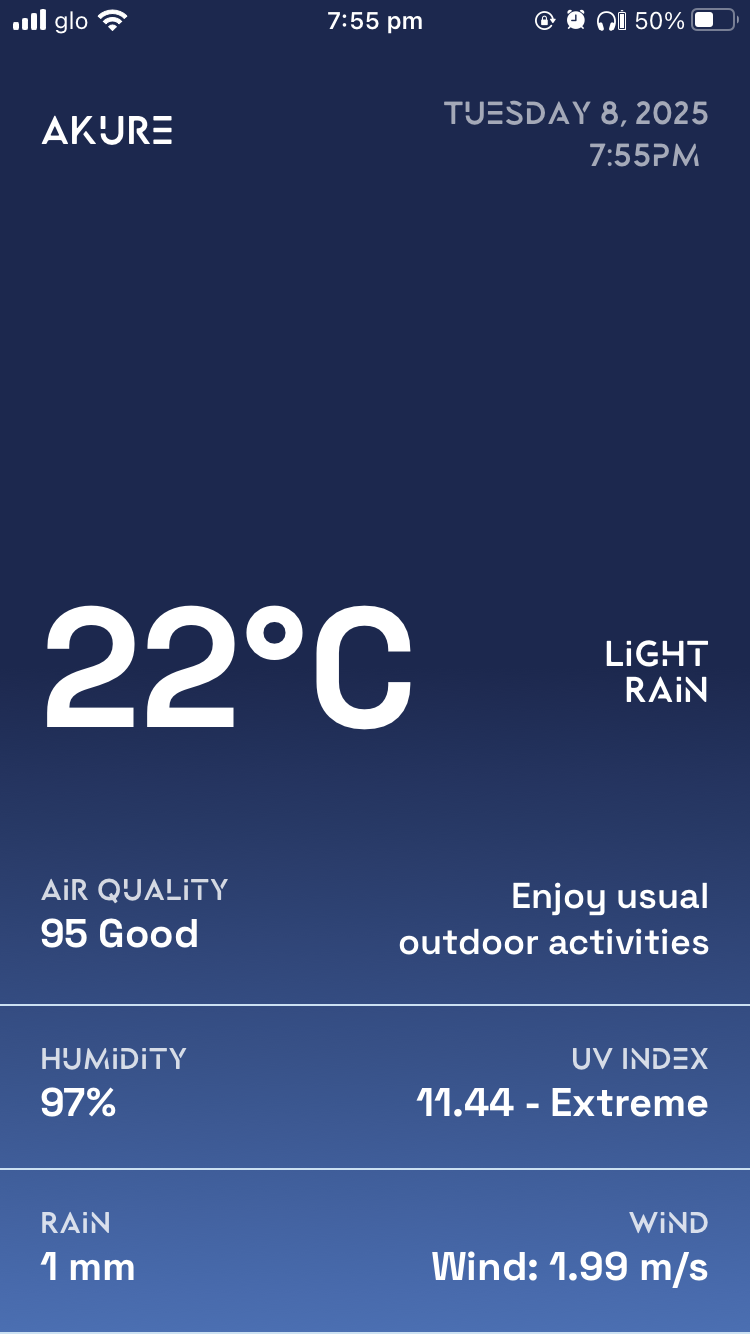 glo 7:55 pm 50%
AKURE
TUESDAY 8, 2025
7:55PM
22°C
LiGHT
RAiN
AiR QUALiTY
95 Good
Enjoy usual
outdoor activities
HUMiDiTY
97%
UV INDEX
11.44 - Extreme
RAiN
1 mm
WiND
Wind: 1.99 m/s